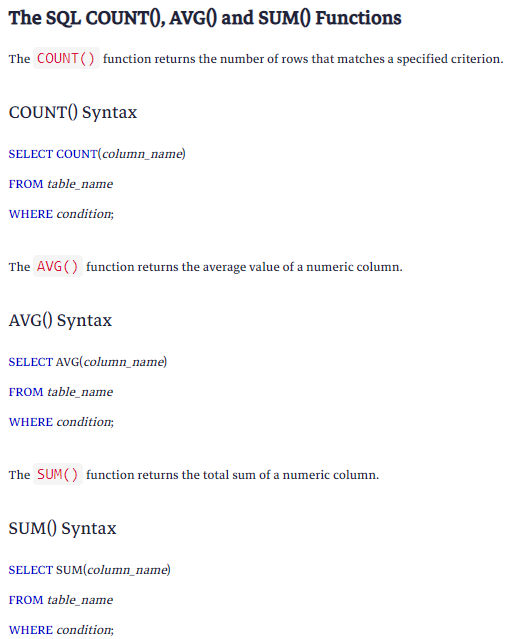 The SQL COUNT(), AVG() and SUM() Functions
The COUNT() function returns the number of rows that matches a specified criterion.
COUNT() Syntax
SELECT COUNT(column_name)
FROM table_name
WHERE condition;
The AVG() function returns the average value of a numeric column.
AVG() Syntax
SELECT AVG(column_name)
FROM table_name
WHERE condition;
The SUM() function returns the total sum of a numeric column.
SUM() Syntax
SELECT SUM(column_name)
FROM table_name
WHERE condition;